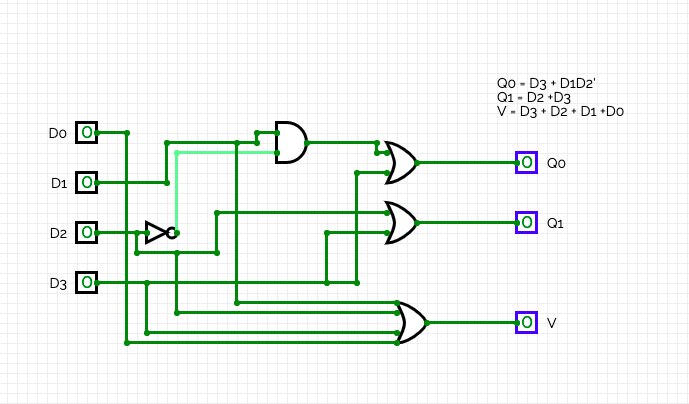 Q0 = D3 + D1D2'
Q1 = D2 +D3
V = D3 + D2 + D1 +D0
D0 0
D1 0
D2 0
D3 0
0 Q0
0 Q1
0 V